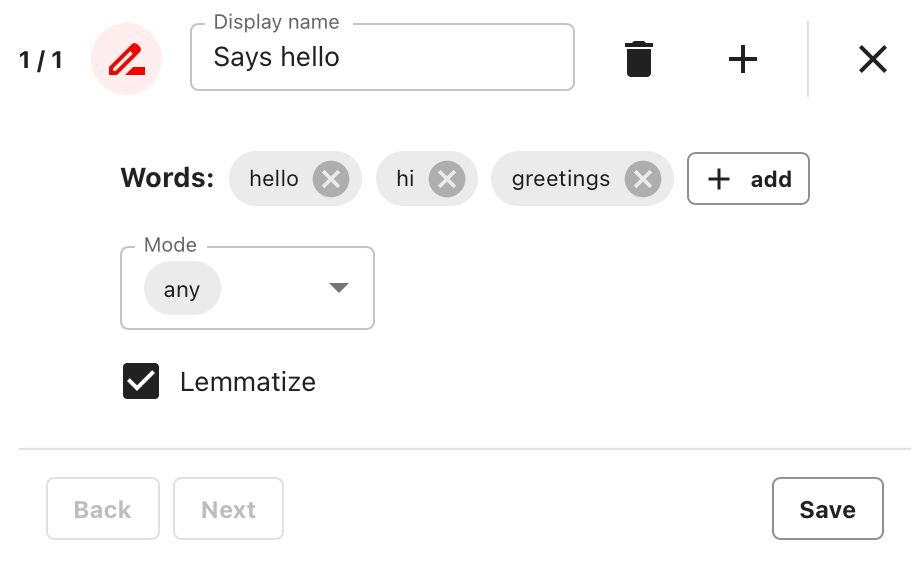 Display name
1 / 1 Says hello
Words: hello hi greetings + add
Mode
any
Lemmatize
Back Next Save